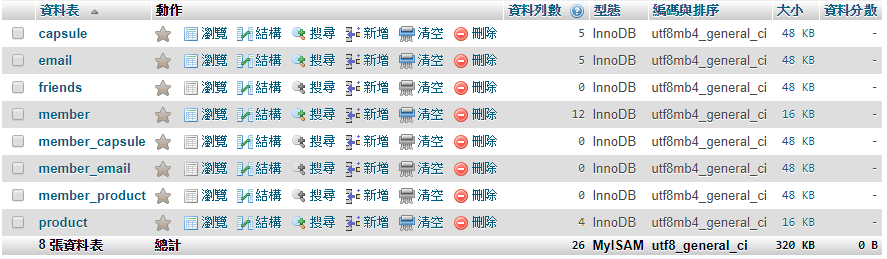 資料表 動作 資料列數 型態 編碼與排序 大小 資料分散
capsule 瀏覽 結構 搜尋 新增 清空 刪除 5 InnoDB utf8mb4_general_ci 48 KB -
email 瀏覽 結構 搜尋 新增 清空 刪除 5 InnoDB utf8mb4_general_ci 48 KB -
friends 瀏覽 結構 搜尋 新增 清空 刪除 0 InnoDB utf8mb4_general_ci 48 KB -
member 瀏覽 結構 搜尋 新增 清空 刪除 12 InnoDB utf8mb4_general_ci 16 KB -
member_capsule 瀏覽 結構 搜尋 新增 清空 刪除 0 InnoDB utf8mb4_general_ci 48 KB -
member_email 瀏覽 結構 搜尋 新增 清空 刪除 0 InnoDB utf8mb4_general_ci 48 KB -
member_product 瀏覽 結構 搜尋 新增 清空 刪除 0 InnoDB utf8mb4_general_ci 48 KB -
product 瀏覽 結構 搜尋 新增 清空 刪除 4 InnoDB utf8mb4_general_ci 16 KB -
8 張資料表 總計 26 MyISAM utf8_general_ci 320 KB 0 B